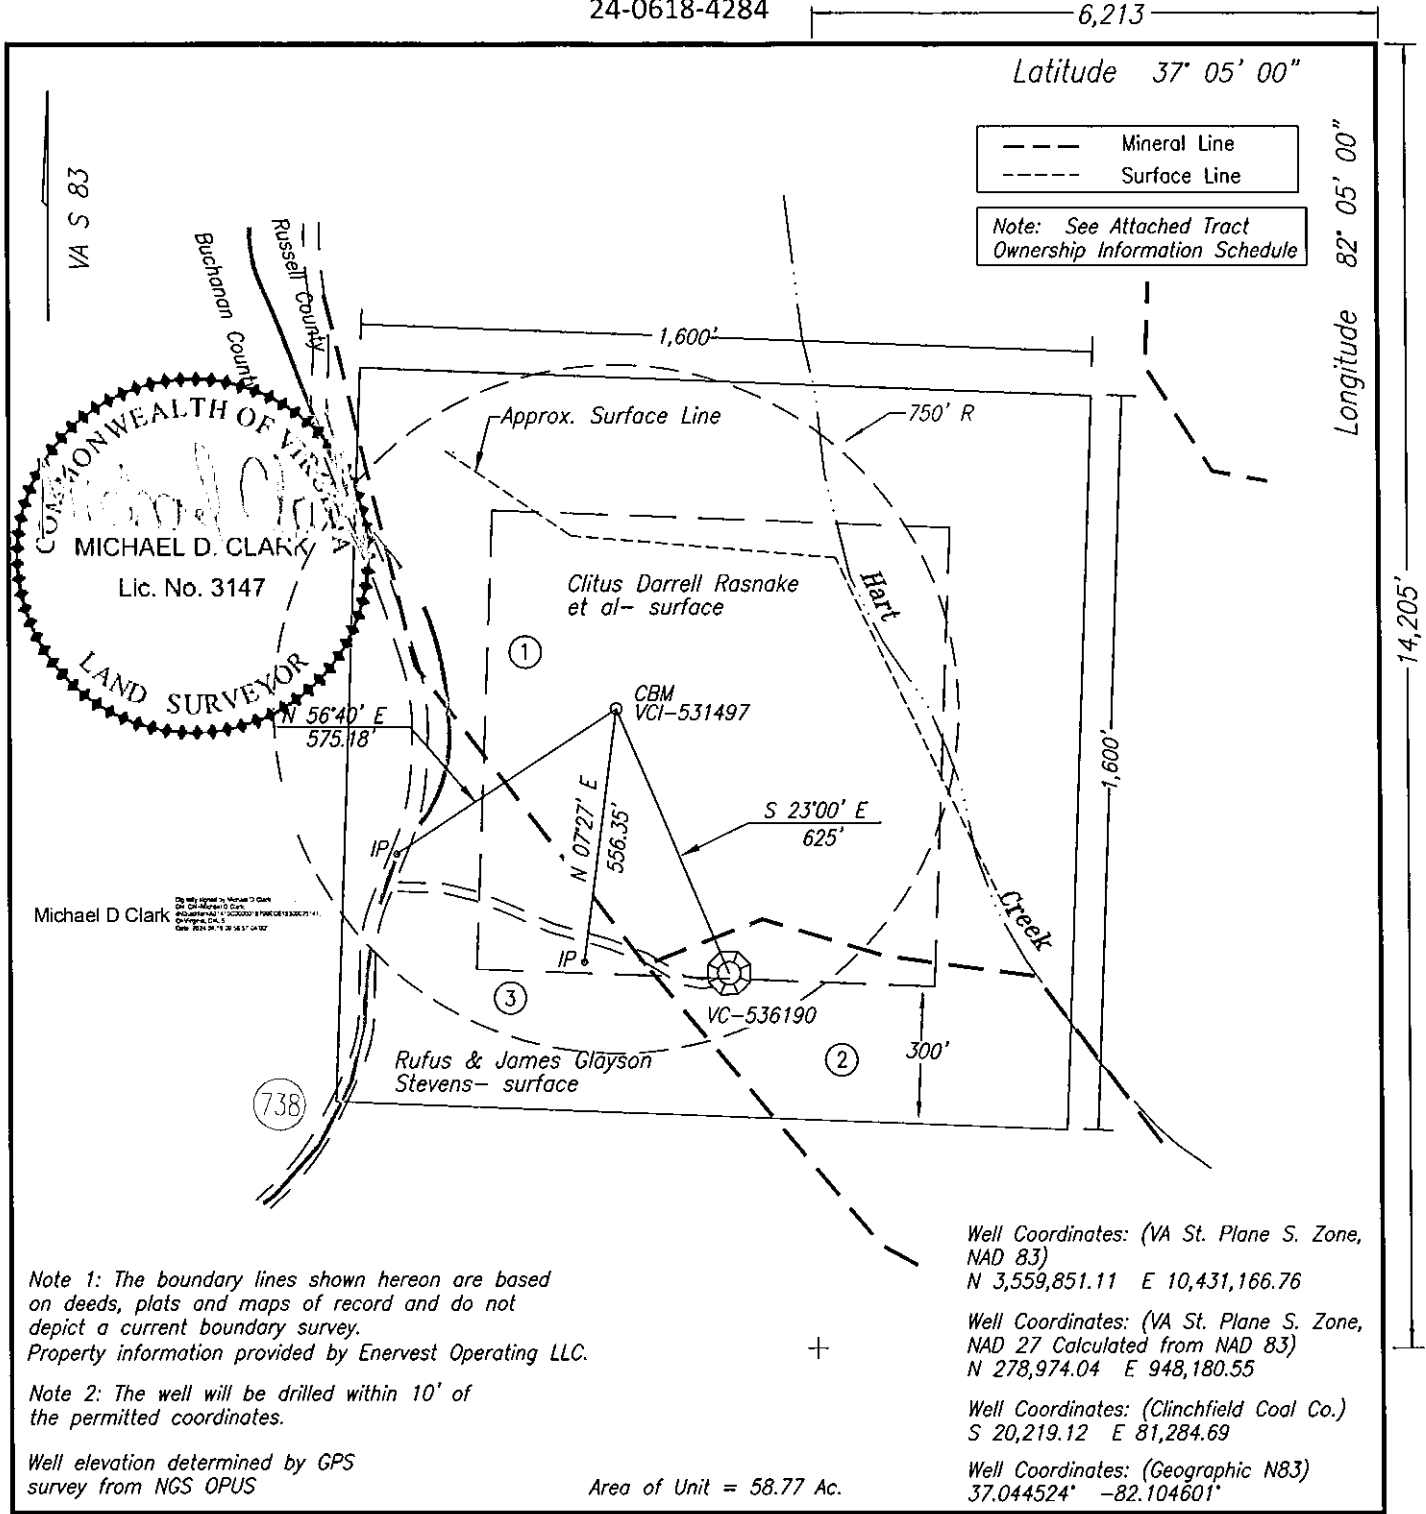 24-0618-4284
6,213
Latitude 37° 05' 00"
Mineral Line
Surface Line
Note: See Attached Tract
Ownership Information Schedule
Longitude 82° 05' 00"
14,205'
VA S 83
Buchanan County
Russell County
1,600'
Approx. Surface Line
750' R
COMMONWEALTH OF VIRGINIA
Michael D. Clark
MICHAEL D. CLARK
Lic. No. 3147
LAND SURVEYOR
Clitus Darrell Rasnake
et al- surface
Hart
Creek
1
CBM
VCI-531497
N 56°40' E
575.18'
N 07°27' E
556.35'
S 23°00' E
625'
1,600'
IP
Michael D Clark
IP
3
VC-536190
2
300'
Rufus & James Glayson
Stevens- surface
738
Note 1: The boundary lines shown hereon are based
on deeds, plats and maps of record and do not
depict a current boundary survey.
Property information provided by Enervest Operating LLC.
Note 2: The well will be drilled within 10' of
the permitted coordinates.
Well elevation determined by GPS
survey from NGS OPUS
Area of Unit = 58.77 Ac.
Well Coordinates: (VA St. Plane S. Zone,
NAD 83)
N 3,559,851.11 E 10,431,166.76
Well Coordinates: (VA St. Plane S. Zone,
NAD 27 Calculated from NAD 83)
N 278,974.04 E 948,180.55
Well Coordinates: (Clinchfield Coal Co.)
S 20,219.12 E 81,284.69
Well Coordinates: (Geographic N83)
37.044524° -82.104601°